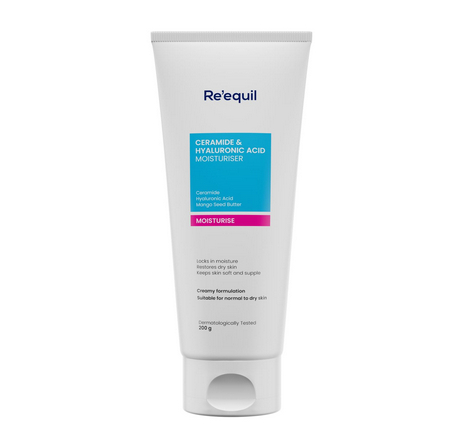 Re'equil
CERAMIDE &
HYALURONIC ACID
MOISTURISER
Ceramide
Hyaluronic Acid
Mango Seed Butter
MOISTURISE
Locks in moisture
Restores dry skin
Keeps skin soft and supple
Creamy formulation
Suitable for normal to dry skin
Dermatologically Tested
200 g